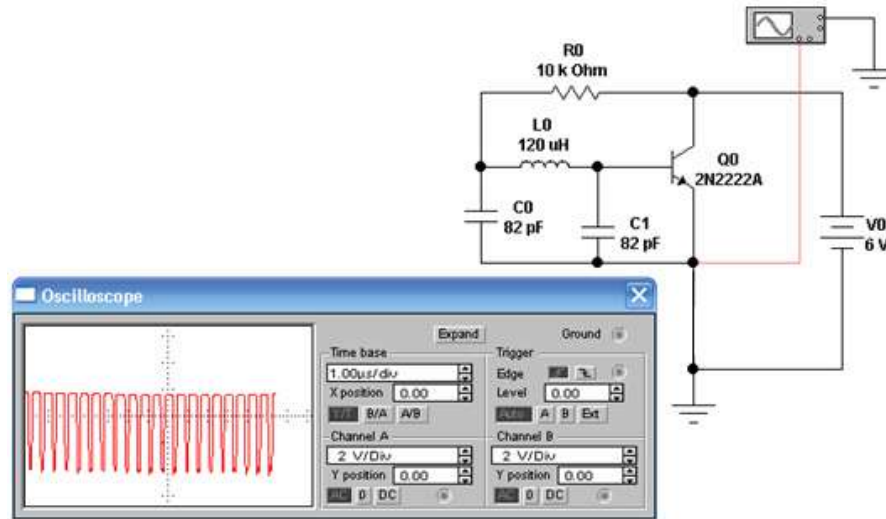 R0
10 k Ohm
L0
120 uH
Q0
2N2222A
C0
82 pF
C1
82 pF
V0
6 V
Oscilloscope
Expand
Ground
Time base
1.00µs/div
X position 0.00
Y/T B/A A/B
Trigger
Edge
Level 0.00
Auto A B Ext
Channel A
2 V/Div
Y position 0.00
AC 0 DC
Channel B
2 V/Div
Y position 0.00
AC 0 DC